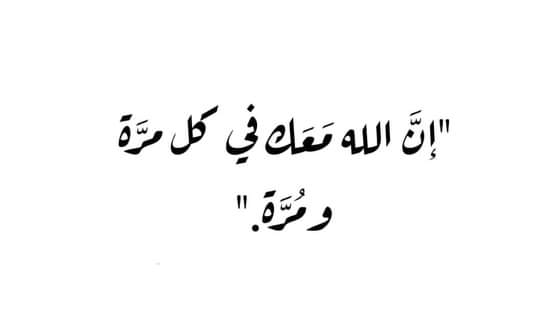 "إنَّ الله مَعَك في كل مرَّة
و مُرَّة."